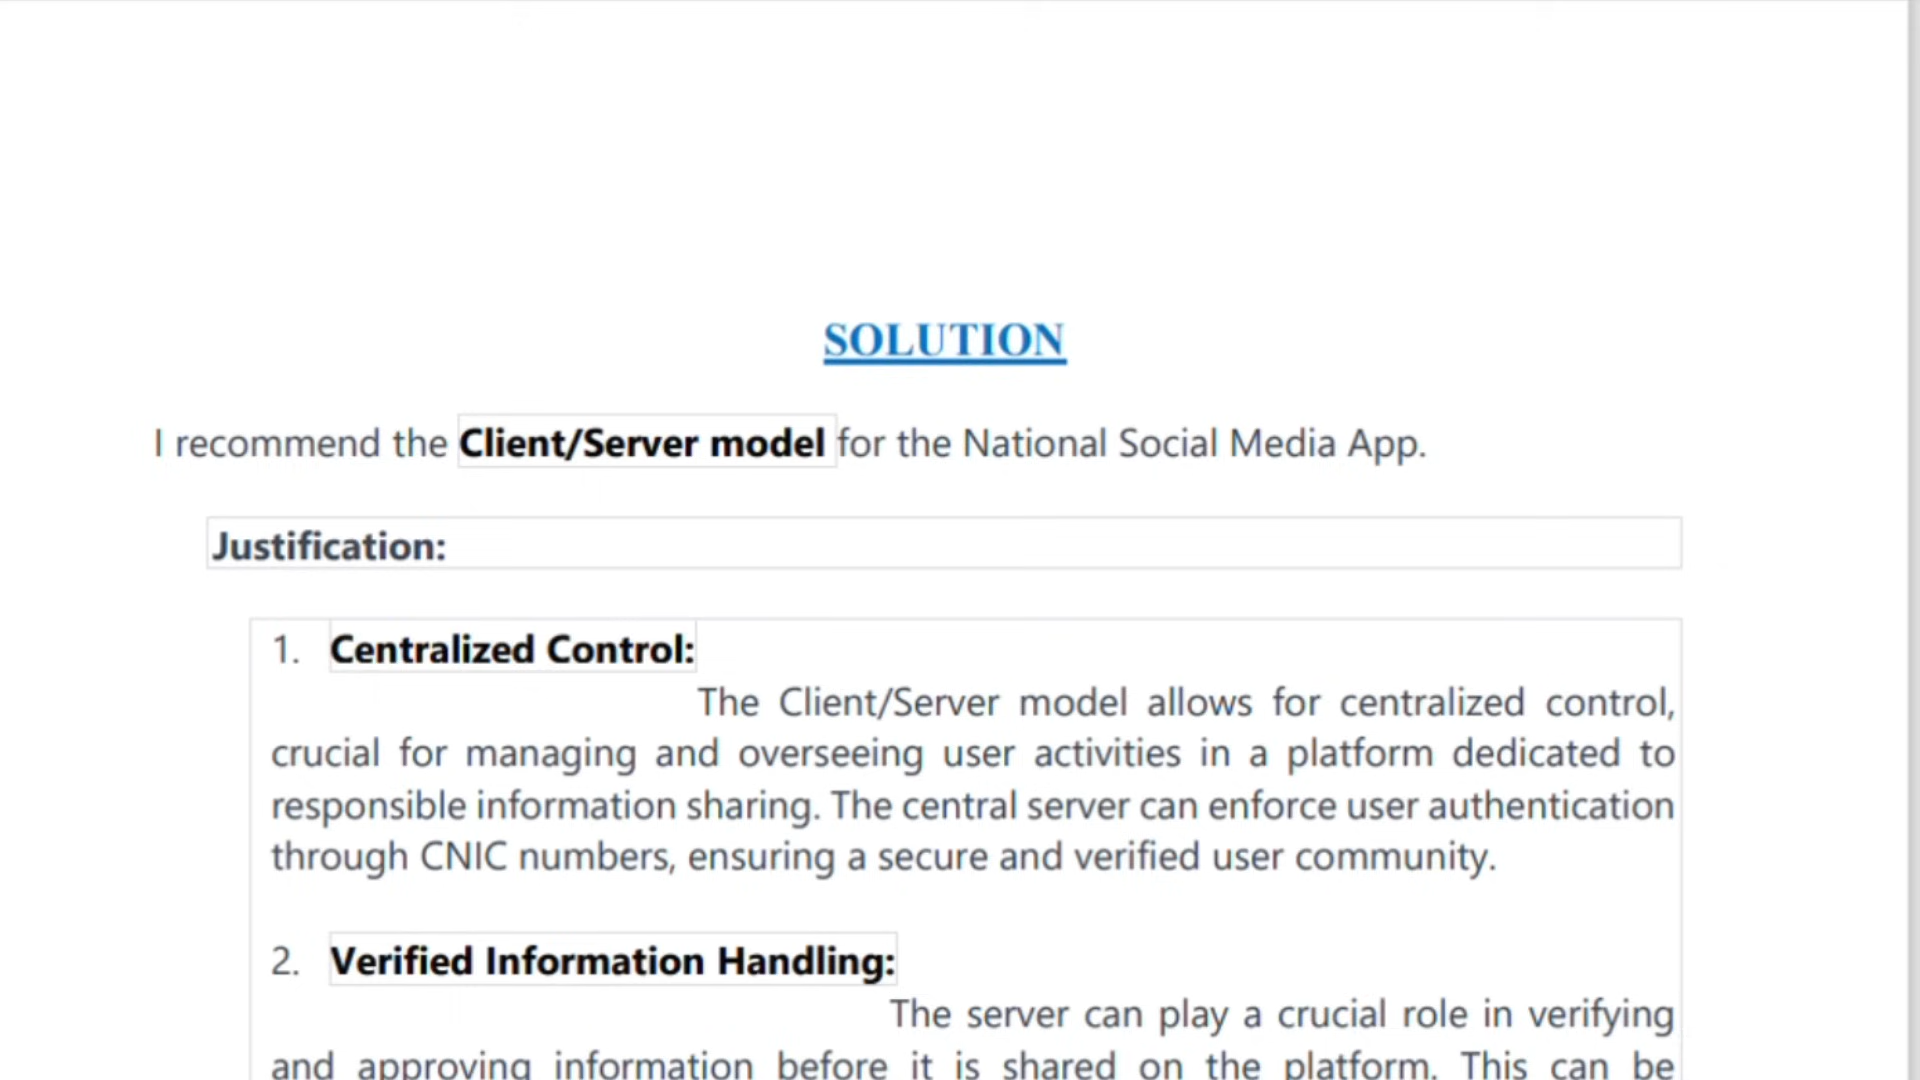 SOLUTION
I recommend the Client/Server model for the National Social Media App.
Justification:
1. Centralized Control:
The Client/Server model allows for centralized control,
crucial for managing and overseeing user activities in a platform dedicated to
responsible information sharing. The central server can enforce user authentication
through CNIC numbers, ensuring a secure and verified user community.
2. Verified Information Handling:
The server can play a crucial role in verifying
and approving information before it is shared on the platform. This can be